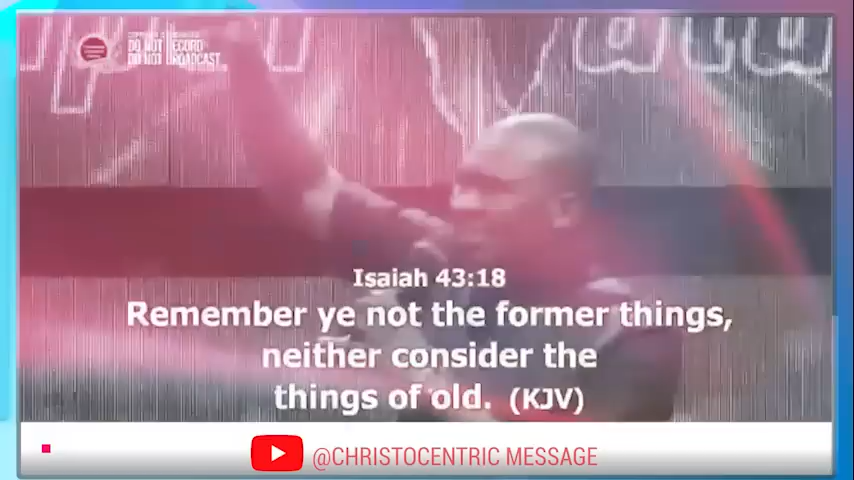 DO NOT RECORD
DO NOT BROADCAST
Isaiah 43:18
Remember ye not the former things,
neither consider the
things of old. (KJV)
@CHRISTOCENTRIC MESSAGE